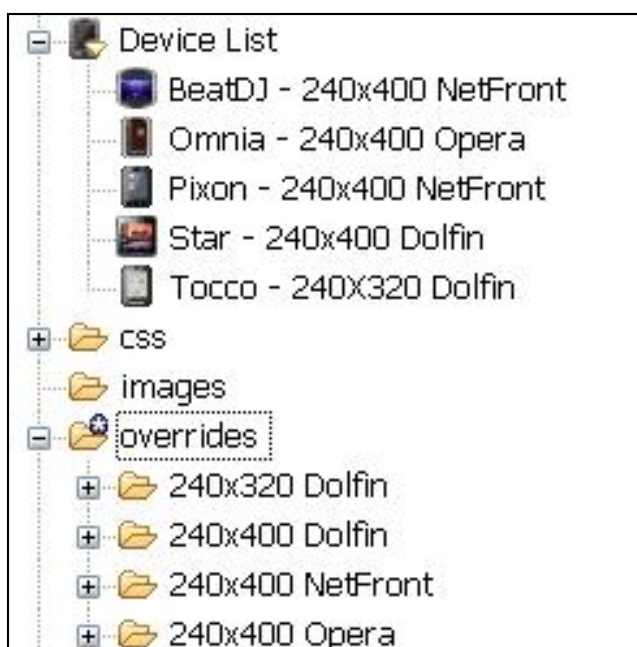 Device List
BeatDJ - 240x400 NetFront
Omnia - 240x400 Opera
Pixon - 240x400 NetFront
Star - 240x400 Dolfin
Tocco - 240X320 Dolfin
css
images
overrides
240x320 Dolfin
240x400 Dolfin
240x400 NetFront
240x400 Opera